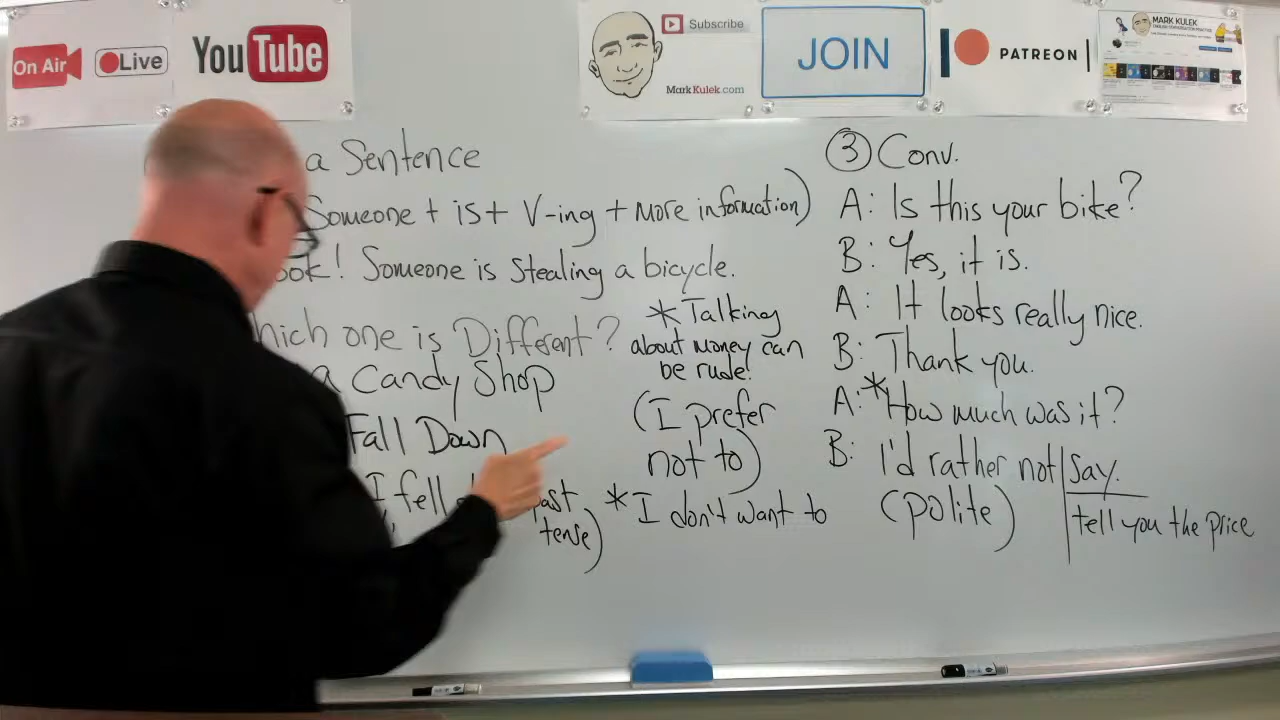 On Air
Live
YouTube
Subscribe
MarkKulek.com
JOIN
PATREON
MARK KULEK
a Sentence
Someone + is + V-ing + More information)
ook! Someone is Stealing a bicycle.
hich one is Different?
a Candy Shop
Fall Down
I fell
past
tense)
* Talking
about money can
be rude!
(I prefer
not to)
* I don't want to
③ Conv.
A: Is this your bike?
B: Yes, it is.
A: It looks really nice.
B: Thank you.
A: *How much was it?
B: I'd rather not say.
(Polite)
tell you the price